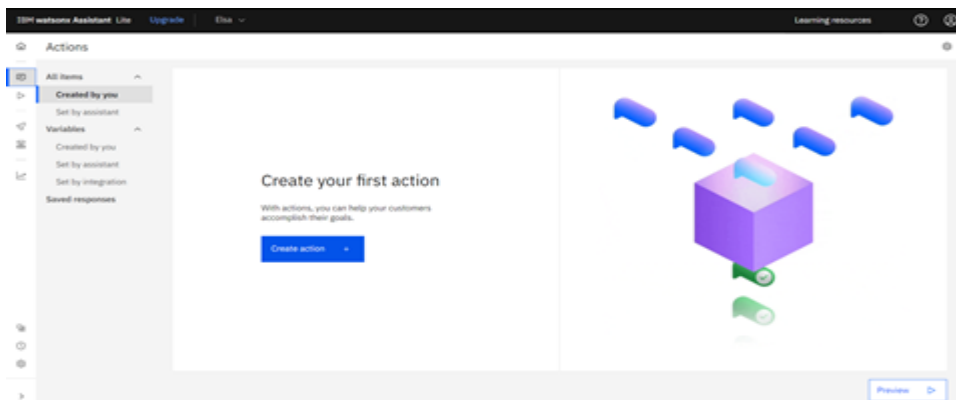 IBM watsonx Assistant Lite Upgrade Elsa Learning resources
Actions
All items
Created by you
Set by assistant
Variables
Created by you
Set by assistant
Set by integration
Saved responses
Create your first action
With actions, you can help your customers
accomplish their goals.
Create action +
Preview